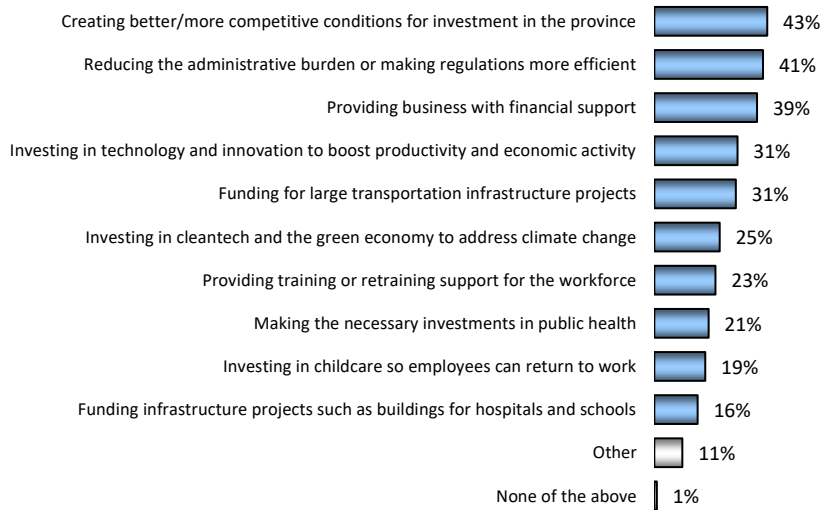 Creating better/more competitive conditions for investment in the province 43%
Reducing the administrative burden or making regulations more efficient 41%
Providing business with financial support 39%
Investing in technology and innovation to boost productivity and economic activity 31%
Funding for large transportation infrastructure projects 31%
Investing in cleantech and the green economy to address climate change 25%
Providing training or retraining support for the workforce 23%
Making the necessary investments in public health 21%
Investing in childcare so employees can return to work 19%
Funding infrastructure projects such as buildings for hospitals and schools 16%
Other 11%
None of the above 1%